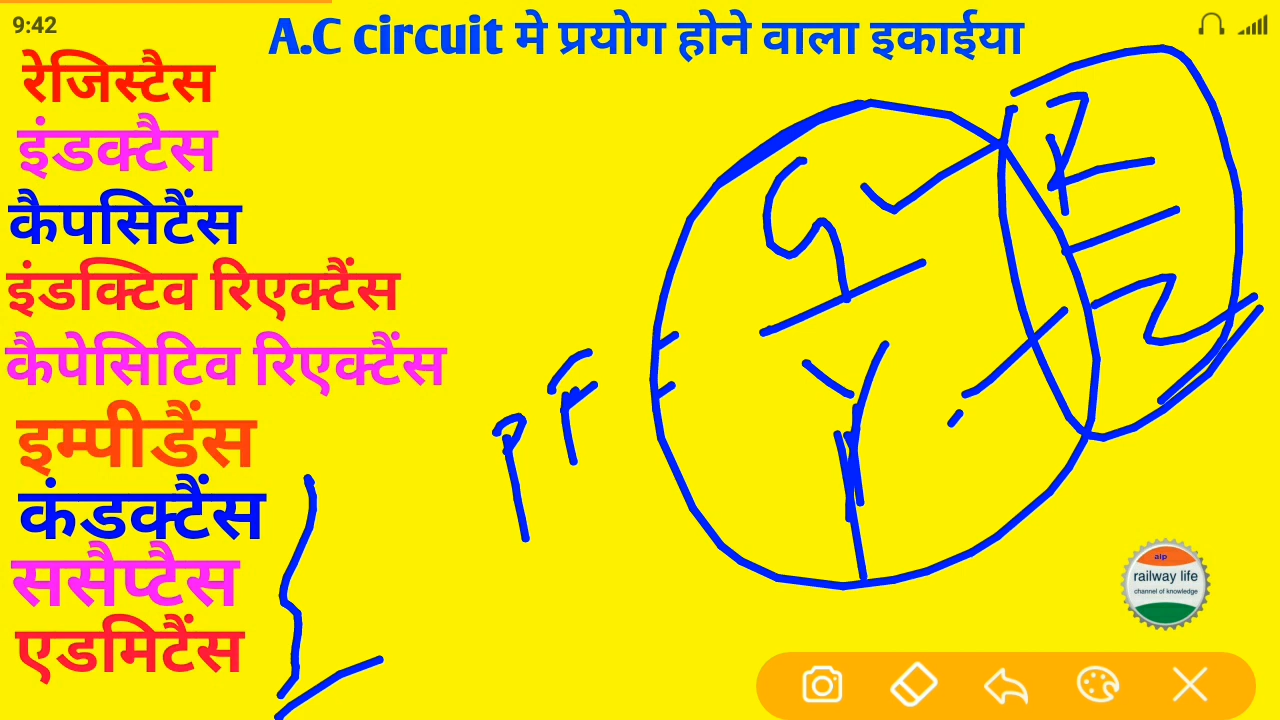 9:42
A.C circuit मे प्रयोग होने वाला इकाईया
रेजिस्टैस
इंडक्टैस
कैपसिटैंस
इंडक्टिव रिएक्टैंस
कैपेसिटिव रिएक्टैंस
इम्पीडैंस
कंडक्टैंस
ससैप्टैस
एडमिटैंस
PF
G
Y
R
Z
alp
railway life
channel of knowledge